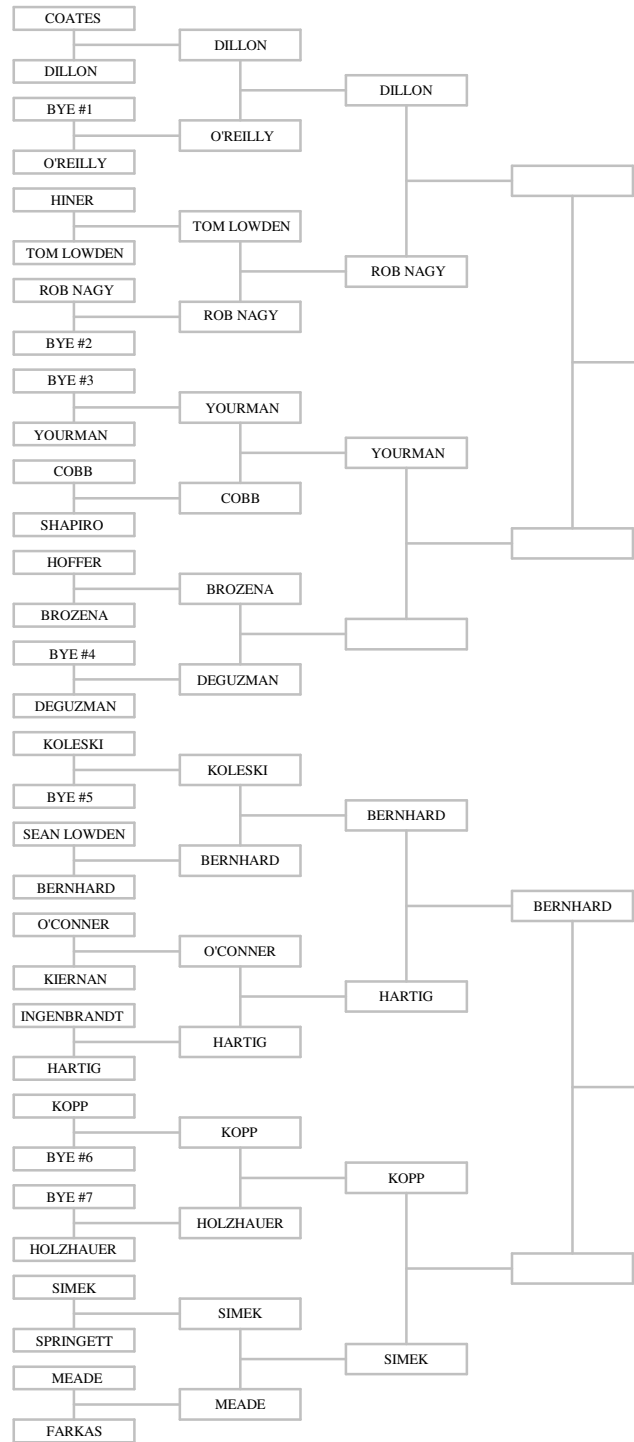 COATES
DILLON
BYE #1
O'REILLY
HINER
TOM LOWDEN
ROB NAGY
BYE #2
BYE #3
YOURMAN
COBB
SHAPIRO
HOFFER
BROZENA
BYE #4
DEGUZMAN
KOLESKI
BYE #5
SEAN LOWDEN
BERNHARD
O'CONNER
KIERNAN
INGENBRANDT
HARTIG
KOPP
BYE #6
BYE #7
HOLZHAUER
SIMEK
SPRINGETT
MEADE
FARKAS
DILLON
O'REILLY
TOM LOWDEN
ROB NAGY
YOURMAN
COBB
BROZENA
DEGUZMAN
KOLESKI
BERNHARD
O'CONNER
HARTIG
KOPP
HOLZHAUER
SIMEK
MEADE
DILLON
ROB NAGY
YOURMAN
BERNHARD
HARTIG
KOPP
SIMEK
BERNHARD